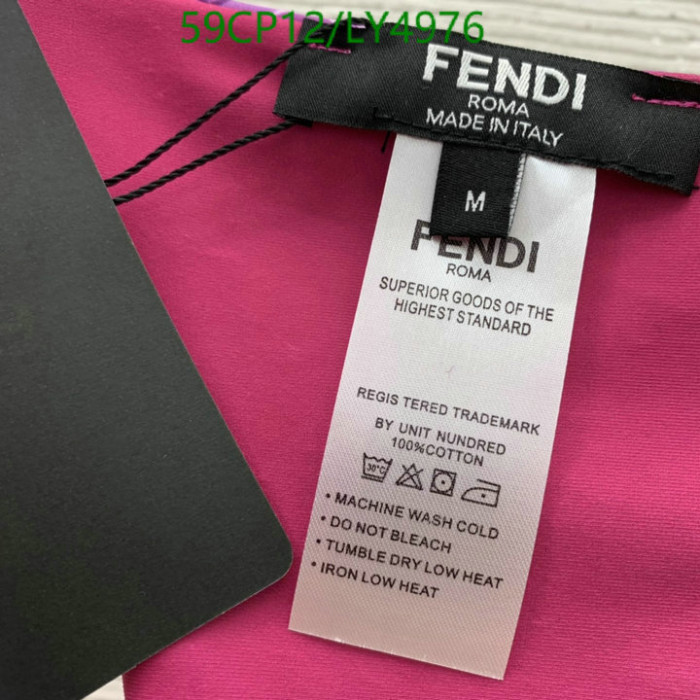 59CP12/LY4976
FENDI
ROMA
MADE IN ITALY
M
FENDI
ROMA
SUPERIOR GOODS OF THE
HIGHEST STANDARD
REGIS TERED TRADEMARK
BY UNIT NUNDRED
100%COTTON
30°C
• MACHINE WASH COLD
• DO NOT BLEACH
• TUMBLE DRY LOW HEAT
• IRON LOW HEAT